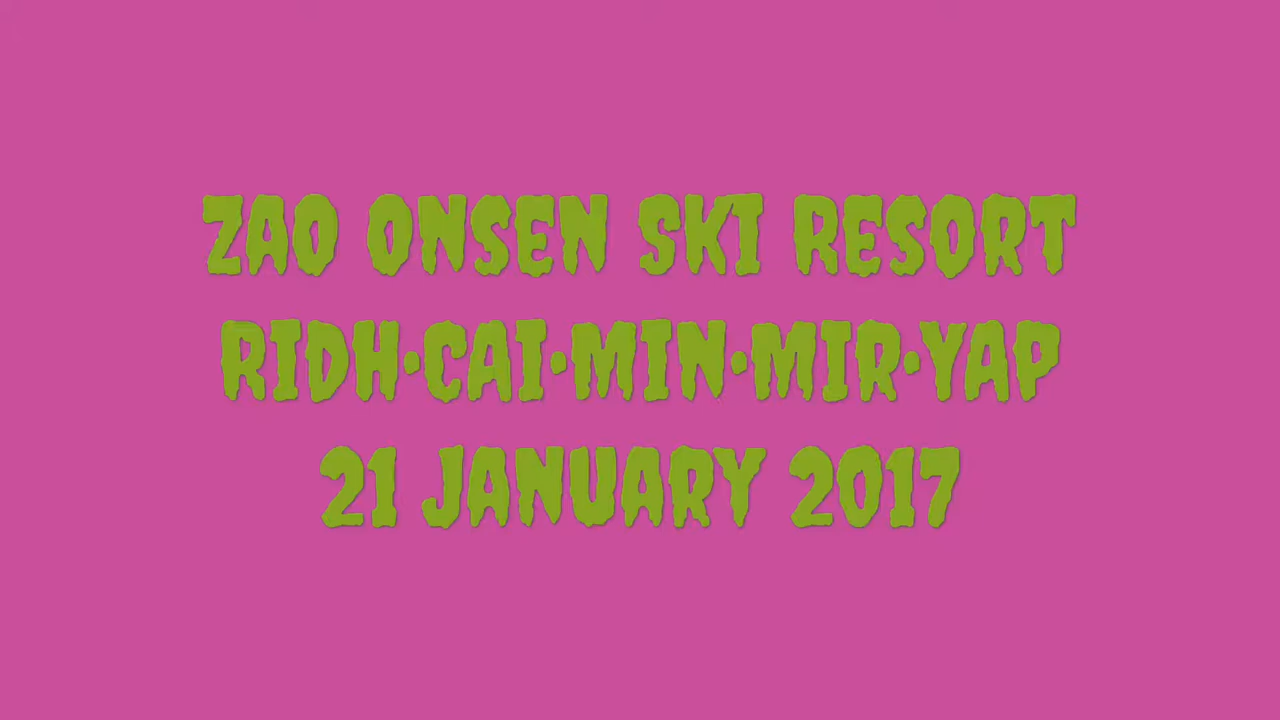 ZAO ONSEN SKI RESORT
RIDH·CAI·MIN·MIR·YAP
21 JANUARY 2017